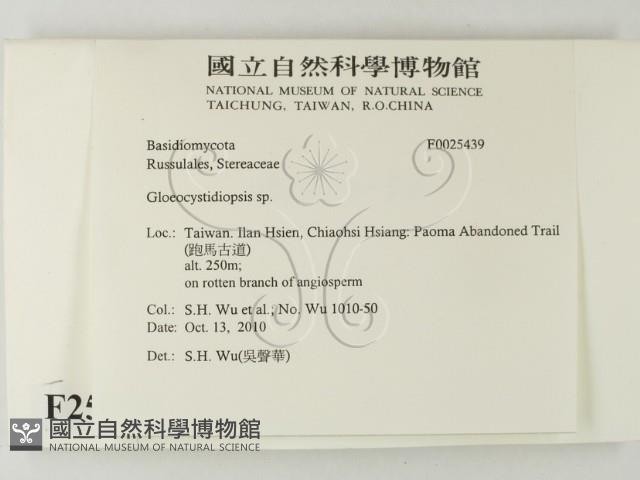 國立自然科學博物館
NATIONAL MUSEUM OF NATURAL SCIENCE
TAICHUNG, TAIWAN, R.O.CHINA
Basidiomycota F0025439
Russulales, Stereaceae
Gloeocystidiopsis sp.
Loc.: Taiwan. Ilan Hsien, Chiaohsi Hsiang: Paoma Abandoned Trail
(跑馬古道)
alt. 250m;
on rotten branch of angiosperm
Col.: S.H. Wu et al.; No. Wu 1010-50
Date: Oct. 13, 2010
Det.: S.H. Wu(吳聲華)
F25
國立自然科學博物館
NATIONAL MUSEUM OF NATURAL SCIENCE